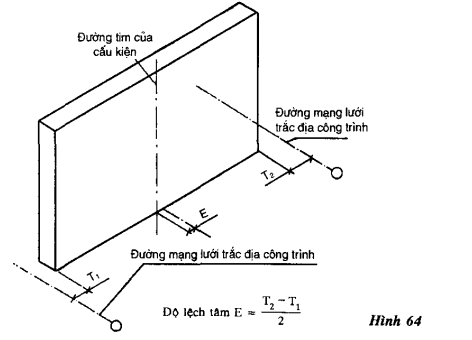 Đường tim của
cấu kiện
Đường mạng lưới
trắc địa công trình
T₂
E
Đường mạng lưới trắc địa công trình
T₁
Độ lệch tâm E = (T₂ − T₁) / 2
Hình 64